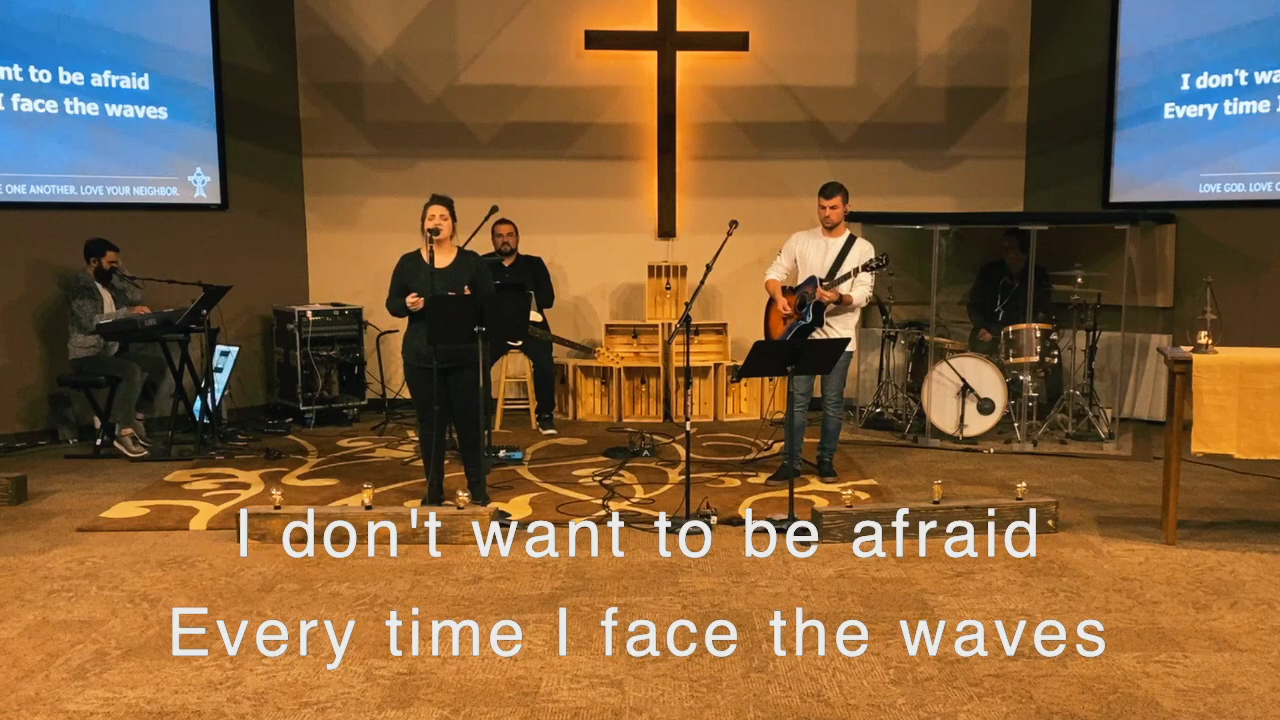 nt to be afraid
I face the waves
E ONE ANOTHER. LOVE YOUR NEIGHBOR.
I don't wa
Every time I
LOVE GOD. LOVE O
I don't want to be afraid
Every time I face the waves